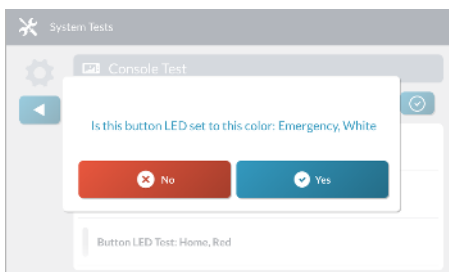 System Tests
Console Test
Is this button LED set to this color: Emergency, White
No
Yes
Button LED Test: Home, Red